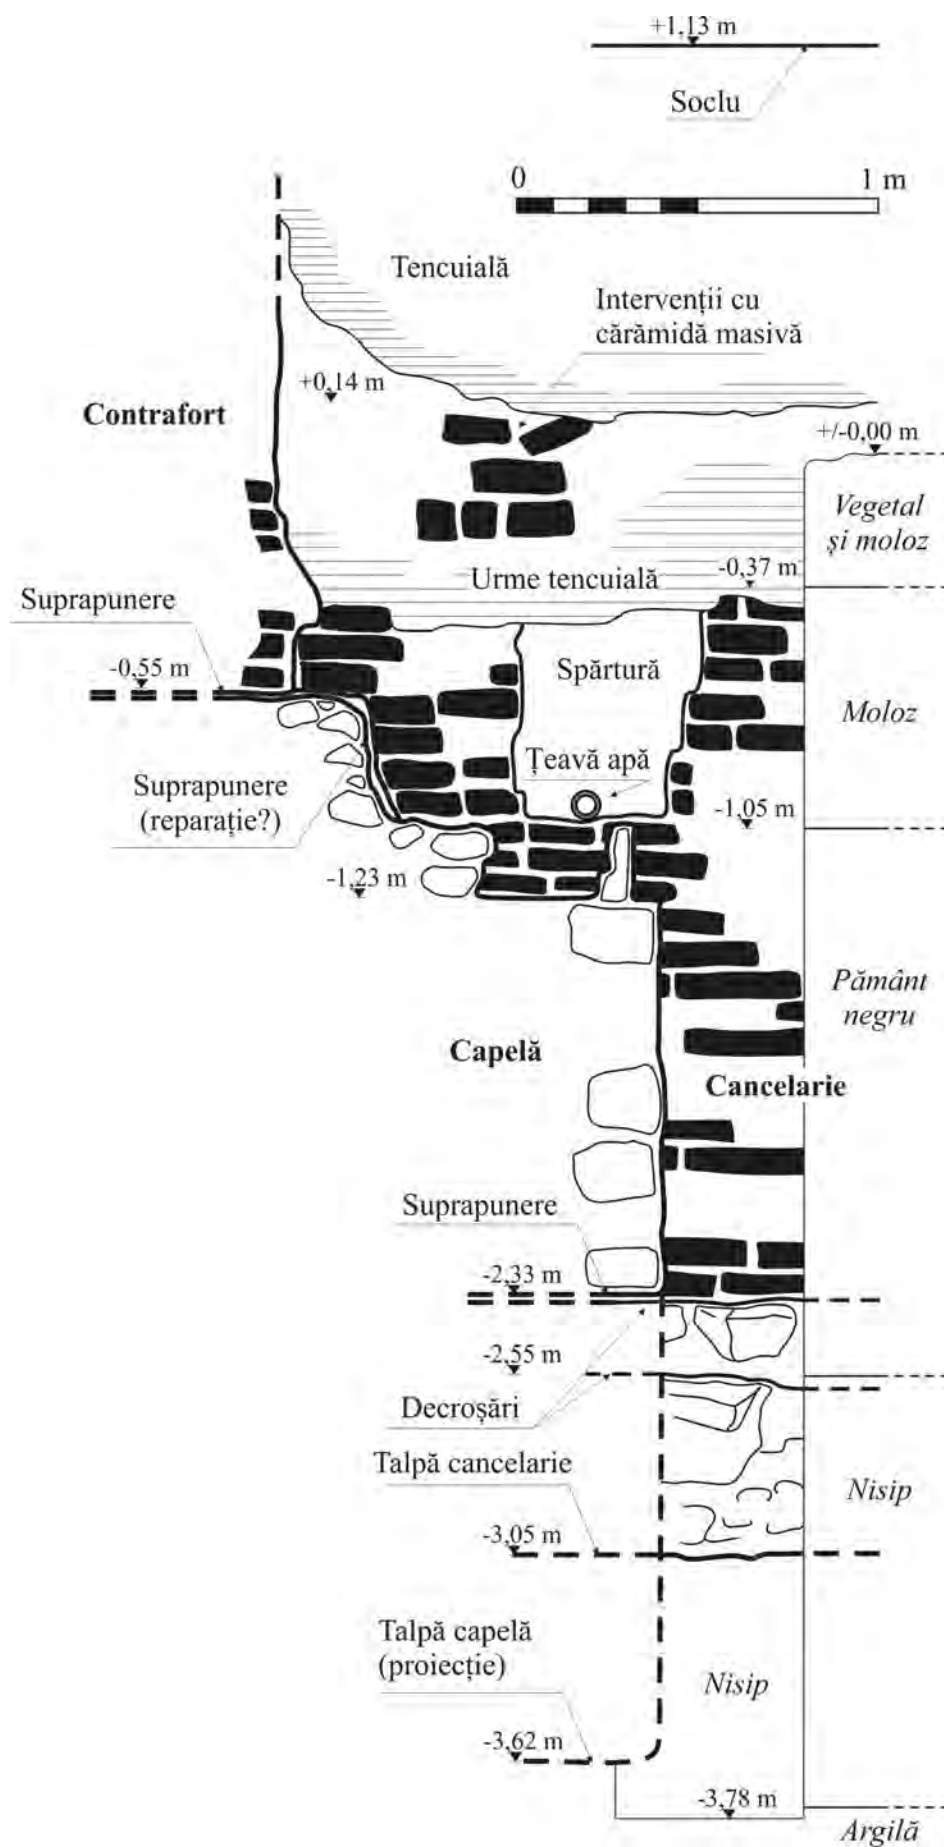 +1,13 m
Soclu
0 1 m
Tencuială
Intervenții cu
cărămidă masivă
+0,14 m
Contrafort
+/-0,00 m
Vegetal
și moloz
Urme tencuială
-0,37 m
Suprapunere
-0,55 m
Spărtură
Moloz
Țeavă apă
Suprapunere
(reparație?)
-1,05 m
-1,23 m
Pământ
negru
Capelă
Cancelarie
Suprapunere
-2,33 m
-2,55 m
Decroșări
Talpă cancelarie
Nisip
-3,05 m
Talpă capelă
(proiecție)
Nisip
-3,62 m
-3,78 m
Argilă